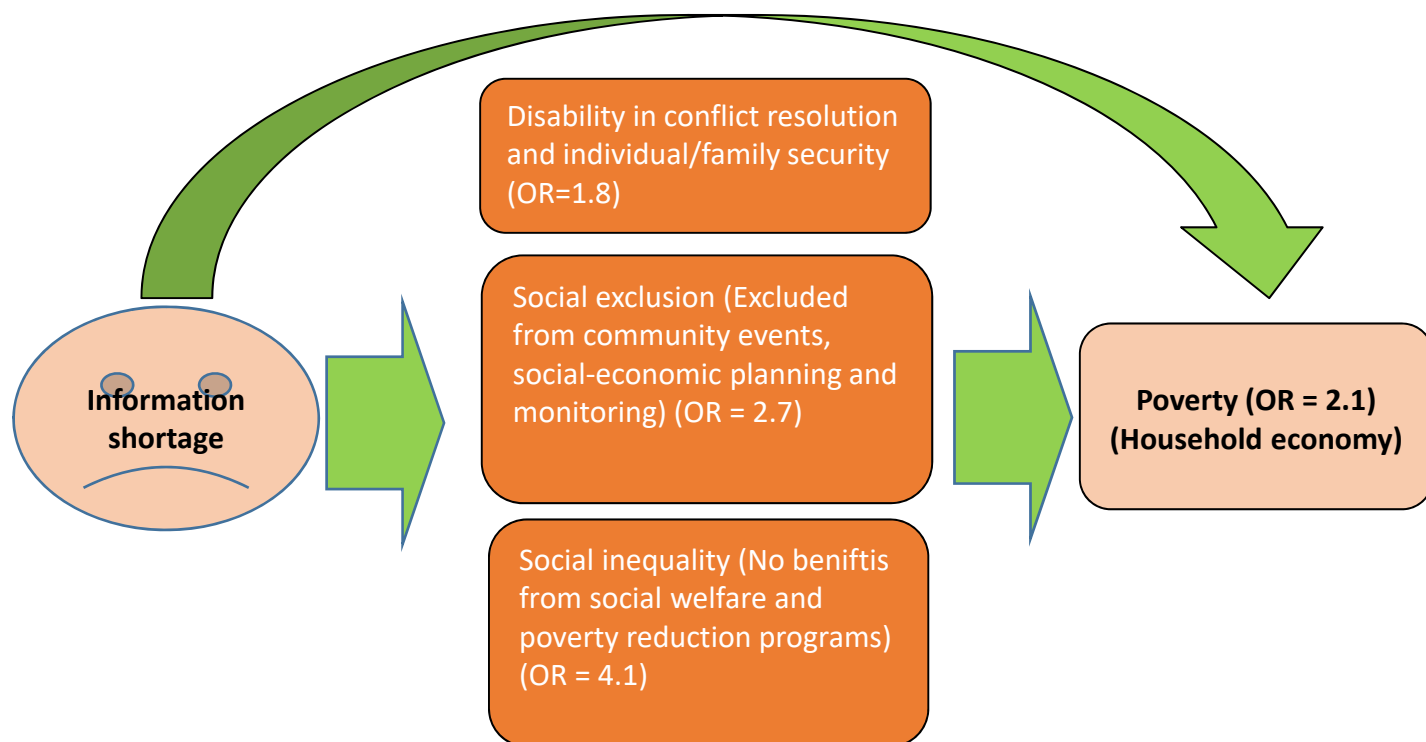 Disability in conflict resolution
and individual/family security
(OR=1.8)
Information
shortage
Social exclusion (Excluded
from community events,
social-economic planning and
monitoring) (OR = 2.7)
Poverty (OR = 2.1)
(Household economy)
Social inequality (No beniftis
from social welfare and
poverty reduction programs)
(OR = 4.1)